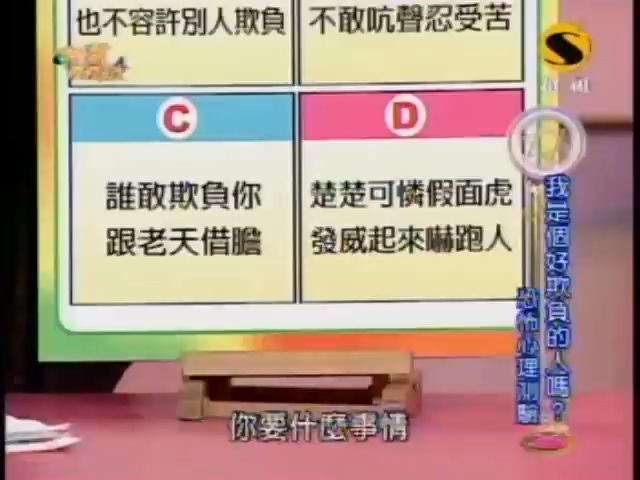 也不容許別人欺負
不敢吭聲忍受苦
C
D
誰敢欺負你
跟老天借膽
楚楚可憐假面虎
發威起來嚇跑人
我是個好欺負的人嗎?
恐怖心理測驗
你要什麼事情